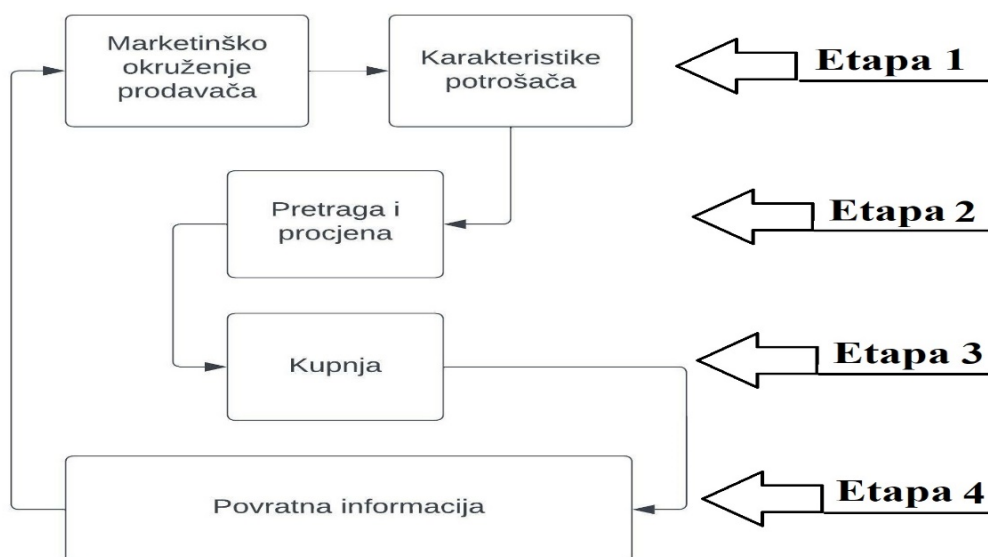 Marketinško
okruženje
prodavača
Karakteristike
potrošača
Etapa 1
Pretraga i
procjena
Etapa 2
Kupnja
Etapa 3
Povratna informacija
Etapa 4